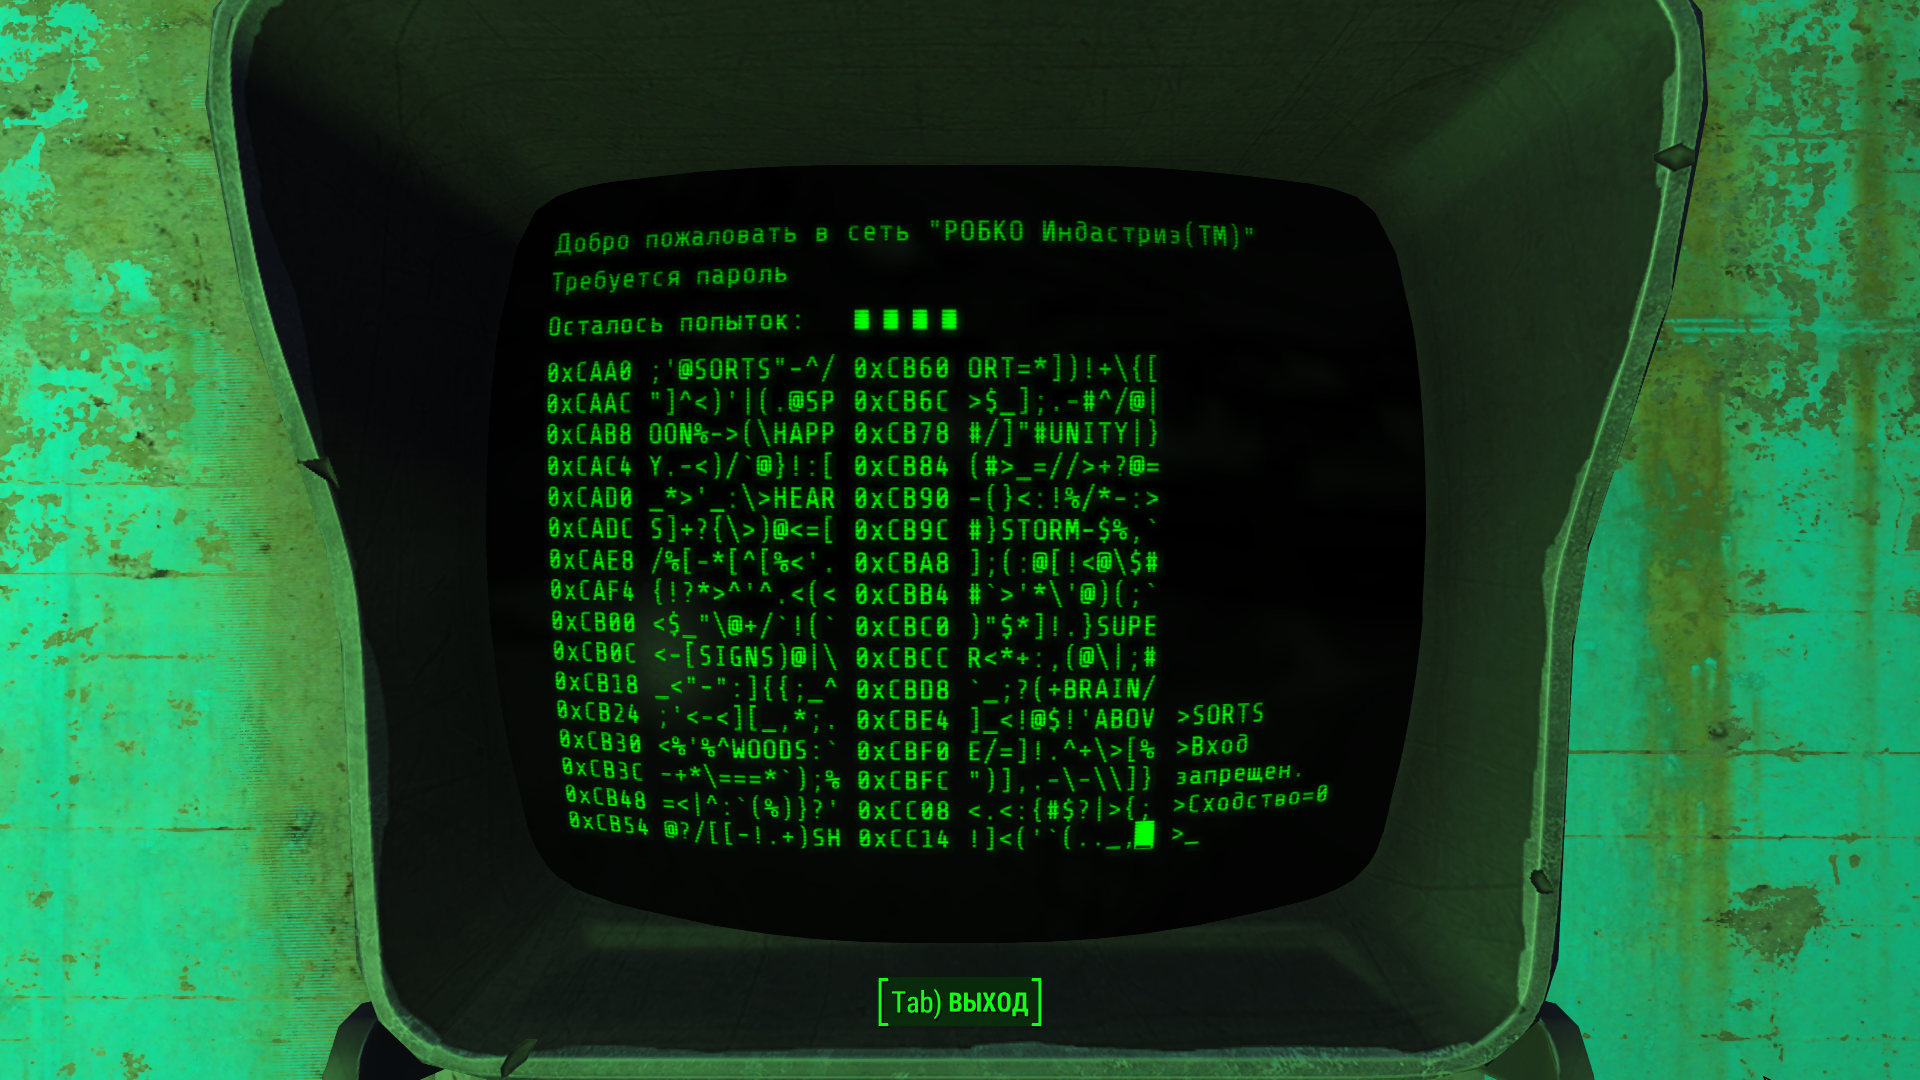 Добро пожаловать в сеть "РОБКО Индастриз(ТМ)"
Требуется пароль
Осталось попыток:
0xCAA0 ;'@SORTS"-^/ 0xCB60 ORT=*])!+\{[
0xCAAC "]^<)'|(.@SP 0xCB6C >$_];.-#^/@|
0xCAB8 OON%->(\HAPP 0xCB78 #/]"#UNITY|}
0xCAC4 Y.-<)/`@}!:[ 0xCB84 (#>_=//>+?@=
0xCAD0 _*>'_:\>HEAR 0xCB90 -(}<:!%/*-:>
0xCADC S]+?{\>)@<=[ 0xCB9C #}STORM-$%,`
0xCAE8 /%[-*[^[%<'. 0xCBA8 ];(:@[!<@\$#
0xCAF4 {!?*>^'^.<(< 0xCBB4 #`>'*\'@)(;`
0xCB00 <$_"\@+/`!(` 0xCBC0 )"$*]!.}SUPE
0xCB0C <-[SIGNS)@|\ 0xCBCC R<*+:,(@\|;#
0xCB18 _<"-":]{{;_^ 0xCBD8 `_;?(+BRAIN/
0xCB24 ;'<-<][_,*;. 0xCBE4 ]_<!@$!'ABOV >SORTS
0xCB30 <%'%^WOODS:` 0xCBF0 E/=]!.^+\>[% >Вход
0xCB3C -+*\===*`);% 0xCBFC ")],.-\-\\]} запрещен.
0xCB48 =<|^:`(%)}?' 0xCC08 <.<:{#$?|>{; >Сходство=0
0xCB54 @?/[[-!.+)SH 0xCC14 !]<('`(.._, >_
Tab) ВЫХОД